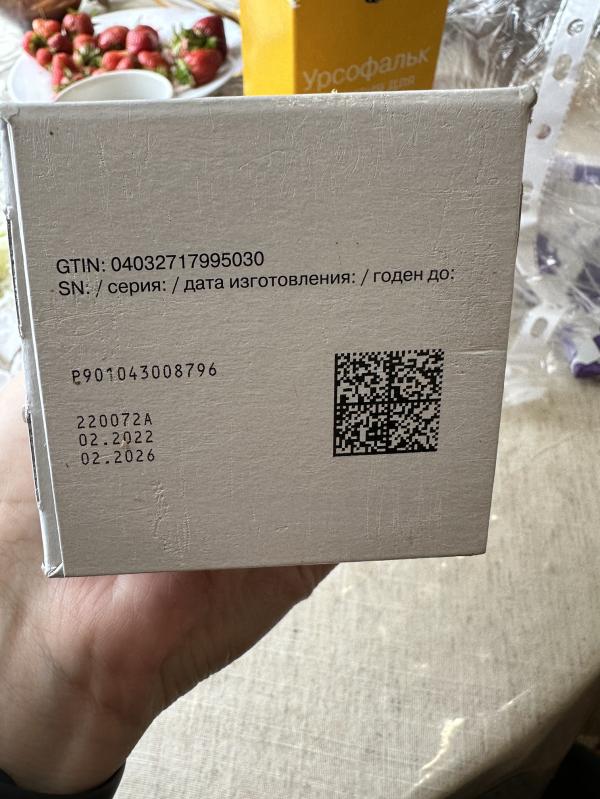 Урсофальк
GTIN: 04032717995030
SN: / серия: / дата изготовления: / годен до:
P901043008796
220072A
02.2022
02.2026